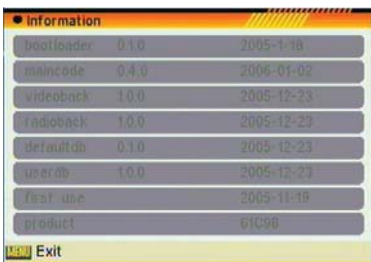 Information
bootloader 0.1.0 2005-1-18
maincode 0.4.0 2006-01-02
videoback 1.0.0 2005-12-23
radioback 1.0.0 2005-12-23
defaultdb 0.1.0 2005-12-23
userdb 1.0.0 2005-12-23
first use 2005-11-19
product 61C98
MENU Exit